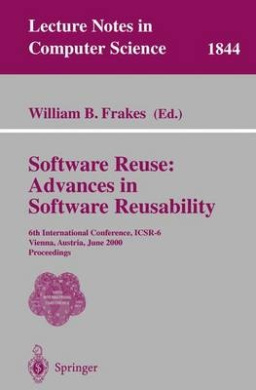 Lecture Notes in
Computer Science 1844
William B. Frakes (Ed.)
Software Reuse:
Advances in
Software Reusability
6th International Conference, ICSR-6
Vienna, Austria, June 2000
Proceedings
Springer